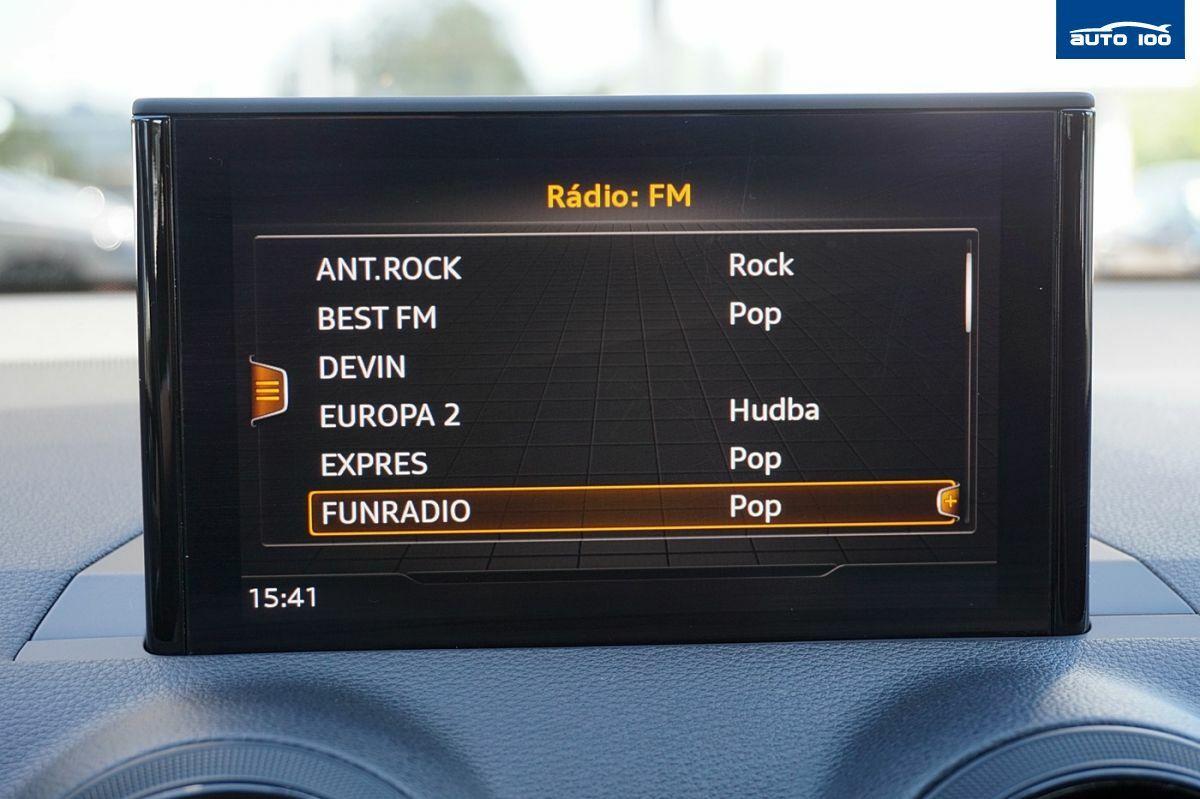 AUTO 100
Rádio: FM
ANT.ROCK Rock
BEST FM Pop
DEVIN
EUROPA 2 Hudba
EXPRES Pop
FUNRADIO Pop
15:41